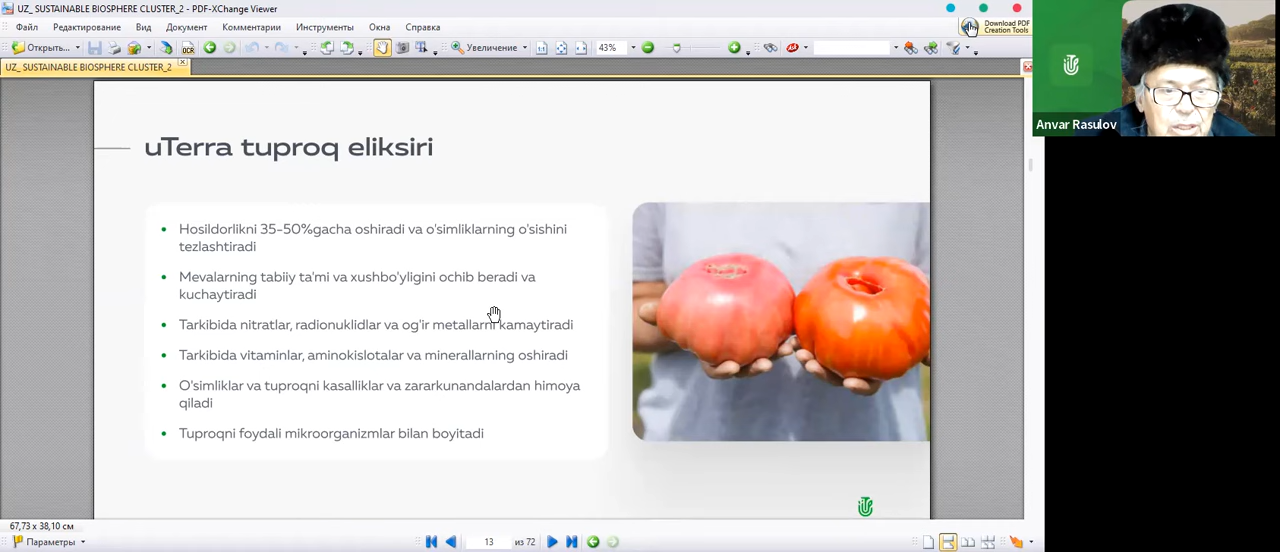 UZ_ SUSTAINABLE BIOSPHERE CLUSTER_2 - PDF-XChange Viewer
Файл Редактирование Вид Документ Комментарии Инструменты Окна Справка
Download PDF
Creation Tools
Открыть... OCR Увеличение 43%
UZ_ SUSTAINABLE BIOSPHERE CLUSTER_2
Anvar Rasulov
uTerra tuproq eliksiri
Hosildorlikni 35-50%gacha oshiradi va o'simliklarning o'sishini
tezlashtiradi
Mevalarning tabiiy ta'mi va xushbo'yligini ochib beradi va
kuchaytiradi
Tarkibida nitratlar, radionuklidlar va og'ir metallarni kamaytiradi
Tarkibida vitaminlar, aminokislotalar va minerallarning oshiradi
O'simliklar va tuproqni kasalliklar va zararkunandalardan himoya
qiladi
Tuproqni foydali mikroorganizmlar bilan boyitadi
67,73 x 38,10 см
Параметры 13 из 72